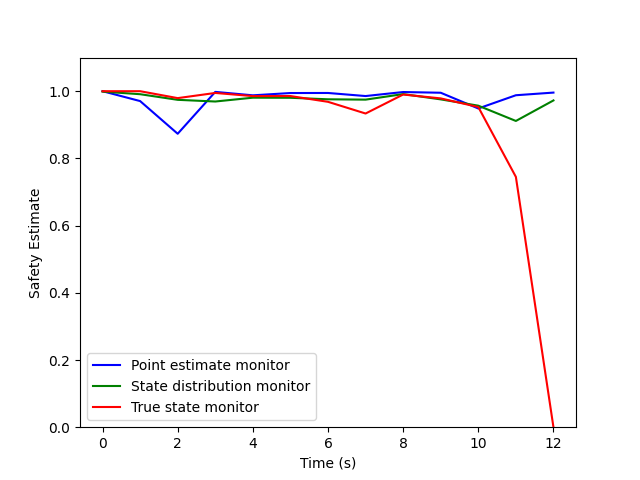 1.0
0.8
0.6
0.4
0.2
0.0
Safety Estimate
Point estimate monitor
State distribution monitor
True state monitor
0 2 4 6 8 10 12
Time (s)